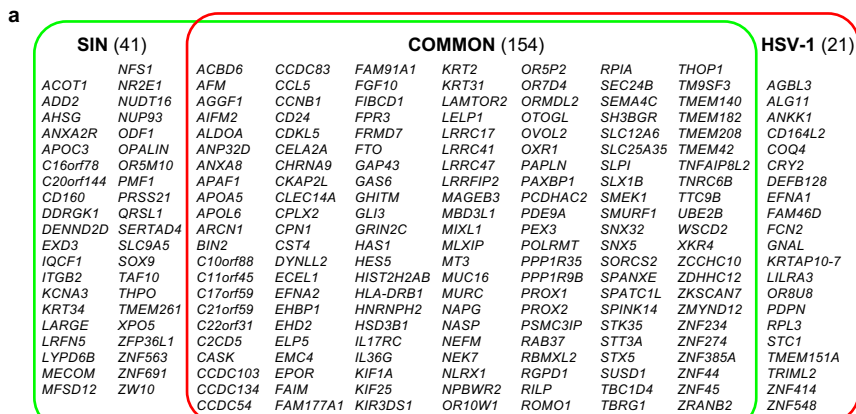 a
SIN (41)
ACOT1
ADD2
AHSG
ANXA2R
APOC3
C16orf78
C20orf144
CD160
DDRGK1
DENND2D
EXD3
IQCF1
ITGB2
KCNA3
KRT34
LARGE
LRFN5
LYPD6B
MECOM
MFSD12
NFS1
NR2E1
NUDT16
NUP93
ODF1
OPALIN
OR5M10
PMF1
PRSS21
QRSL1
SERTAD4
SLC9A5
SOX9
TAF10
THPO
TMEM261
XPO5
ZFP36L1
ZNF563
ZNF691
ZW10
COMMON (154)
ACBD6
AFM
AGGF1
AIFM2
ALDOA
ANP32D
ANXA8
APAF1
APOA5
APOL6
ARCN1
BIN2
C10orf88
C11orf45
C17orf59
C21orf59
C22orf31
C2CD5
CASK
CCDC103
CCDC134
CCDC54
CCDC83
CCL5
CCNB1
CD24
CDKL5
CELA2A
CHRNA9
CKAP2L
CLEC14A
CPLX2
CPN1
CST4
DYNLL2
ECEL1
EFNA2
EHBP1
EHD2
ELP5
EMC4
EPOR
FAIM
FAM177A1
FAM91A1
FGF10
FIBCD1
FPR3
FRMD7
FTO
GAP43
GAS6
GHITM
GLI3
GRIN2C
HAS1
HES5
HIST2H2AB
HLA-DRB1
HNRNPH2
HSD3B1
IL17RC
IL36G
KIF1A
KIF25
KIR3DS1
KRT2
KRT31
LAMTOR2
LELP1
LRRC17
LRRC41
LRRC47
LRRFIP2
MAGEB3
MBD3L1
MIXL1
MLXIP
MT3
MUC16
MURC
NAPG
NASP
NEFM
NEK7
NLRX1
NPBWR2
OR10W1
OR5P2
OR7D4
ORMDL2
OTOGL
OVOL2
OXR1
PAPLN
PAXBP1
PCDHAC2
PDE9A
PEX3
POLRMT
PPP1R35
PPP1R9B
PROX1
PROX2
PSMC3IP
RAB37
RBMXL2
RGPD1
RILP
ROMO1
RPIA
SEC24B
SEMA4C
SH3BGR
SLC12A6
SLC25A35
SLPI
SLX1B
SMEK1
SMURF1
SNX32
SNX5
SORCS2
SPANXE
SPATC1L
SPINK14
STK35
STT3A
STX5
SUSD1
TBC1D4
TBRG1
THOP1
TM9SF3
TMEM140
TMEM182
TMEM208
TMEM42
TNFAIP8L2
TNRC6B
TTC9B
UBE2B
WSCD2
XKR4
ZCCHC10
ZDHHC12
ZKSCAN7
ZMYND12
ZNF234
ZNF274
ZNF385A
ZNF44
ZNF45
ZRANB2
HSV-1 (21)
AGBL3
ALG11
ANKK1
CD164L2
COQ4
CRY2
DEFB128
EFNA1
FAM46D
FCN2
GNAL
KRTAP10-7
LILRA3
OR8U8
PDPN
RPL3
STC1
TMEM151A
TRIML2
ZNF414
ZNF548